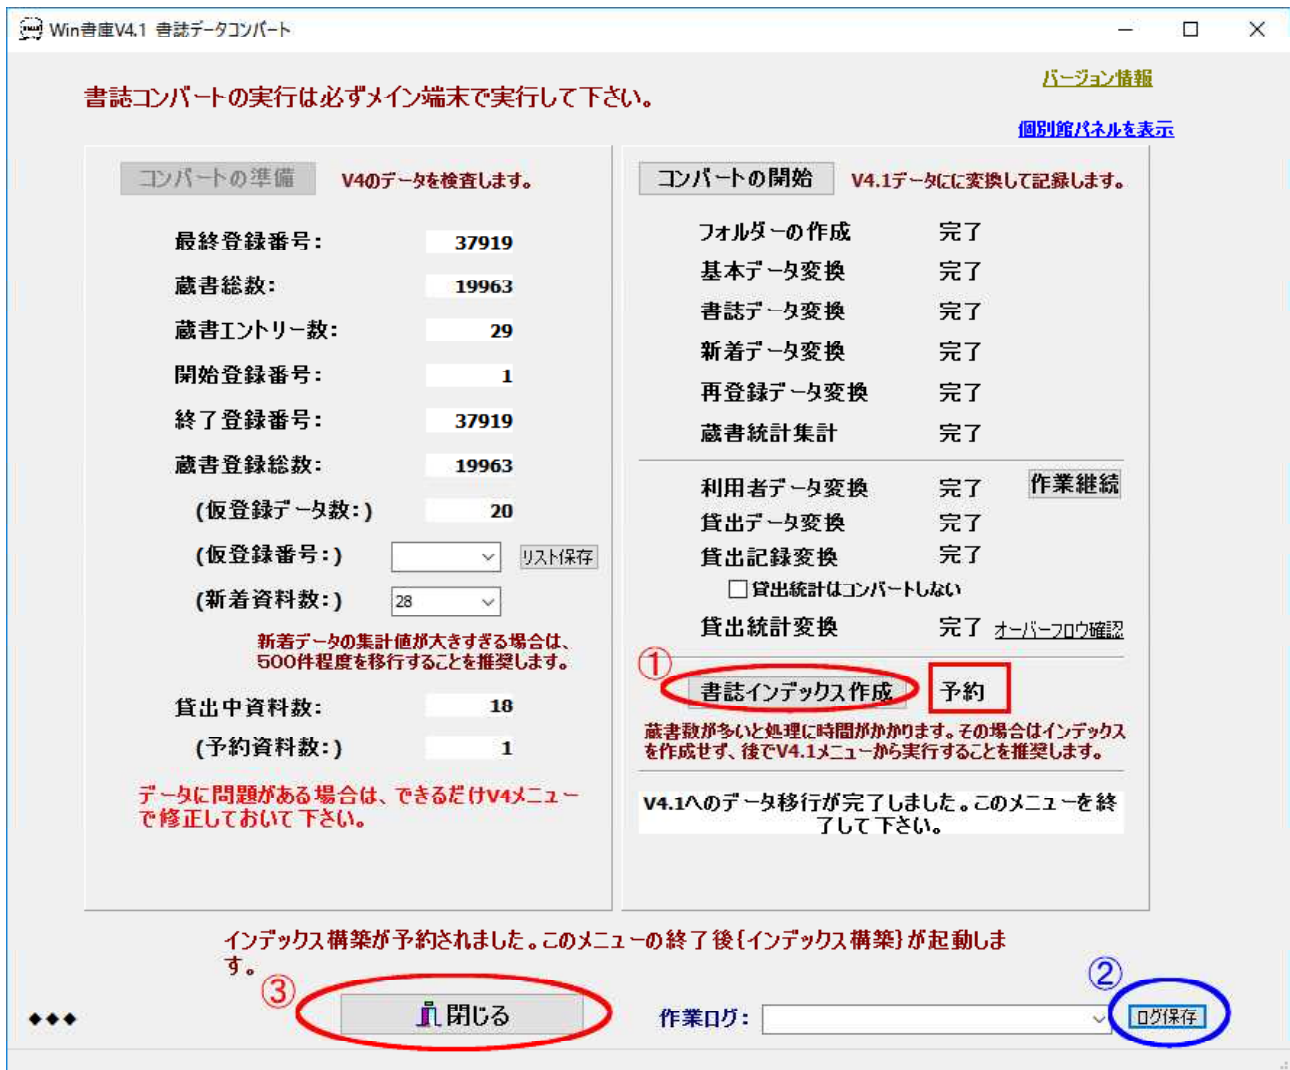 Win書庫V4.1 書誌データコンバート
書誌コンバートの実行は必ずメイン端末で実行して下さい。
バージョン情報
個別館パネルを表示
コンバートの準備 V4のデータを検査します。
最終登録番号: 37919
蔵書総数: 19963
蔵書エントリー数: 29
開始登録番号: 1
終了登録番号: 37919
蔵書登録総数: 19963
(仮登録データ数:) 20
(仮登録番号:) リスト保存
(新着資料数:) 28
新着データの集計値が大きすぎる場合は、
500件程度を移行することを推奨します。
貸出中資料数: 18
(予約資料数:) 1
データに問題がある場合は、できるだけV4メニュー
で修正しておいて下さい。
コンバートの開始 V4.1データにに変換して記録します。
フォルダーの作成 完了
基本データ変換 完了
書誌データ変換 完了
新着データ変換 完了
再登録データ変換 完了
蔵書統計集計 完了
利用者データ変換 完了 作業継続
貸出データ変換 完了
貸出記録変換 完了
貸出統計はコンバートしない
貸出統計変換 完了 オーバーフロウ確認
①
書誌インデックス作成 予約
蔵書数が多いと処理に時間がかかります。その場合はインデックス
を作成せず、後でV4.1メニューから実行することを推奨します。
V4.1へのデータ移行が完了しました。このメニューを終
了して下さい。
インデックス構築が予約されました。このメニューの終了後{インデックス構築}が起動しま
す。
③ ②
◆◆◆ 閉じる 作業ログ: ログ保存